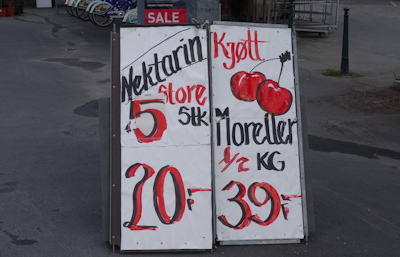 SALE
Nektarin
5 Store
Stk
20.-
Kjøtt
Moreller
1/2 KG
39.-